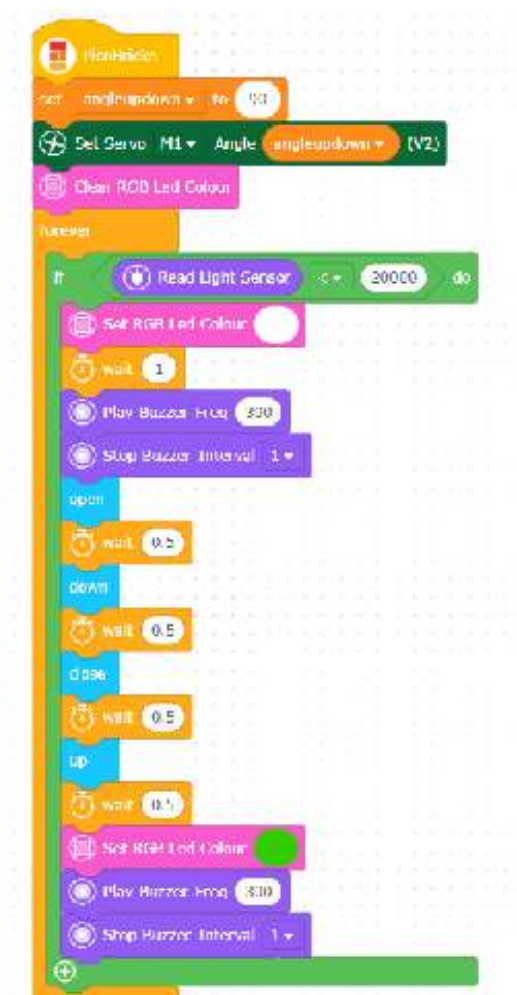 PlonBricks
set angleupdown to 90
Set Servo M1 Angle angleupdown (V2)
Clear RGB Led Colour
forever
if Read Light Sensor < 20000 do
Set RGB Led Colour
wait 1
Play Buzzer Freq 300
Stop Buzzer Interval 1
open
wait 0.5
down
wait 0.5
close
wait 0.5
up
wait 0.5
Set RGB Led Colour
Play Buzzer Freq 300
Stop Buzzer Interval 1